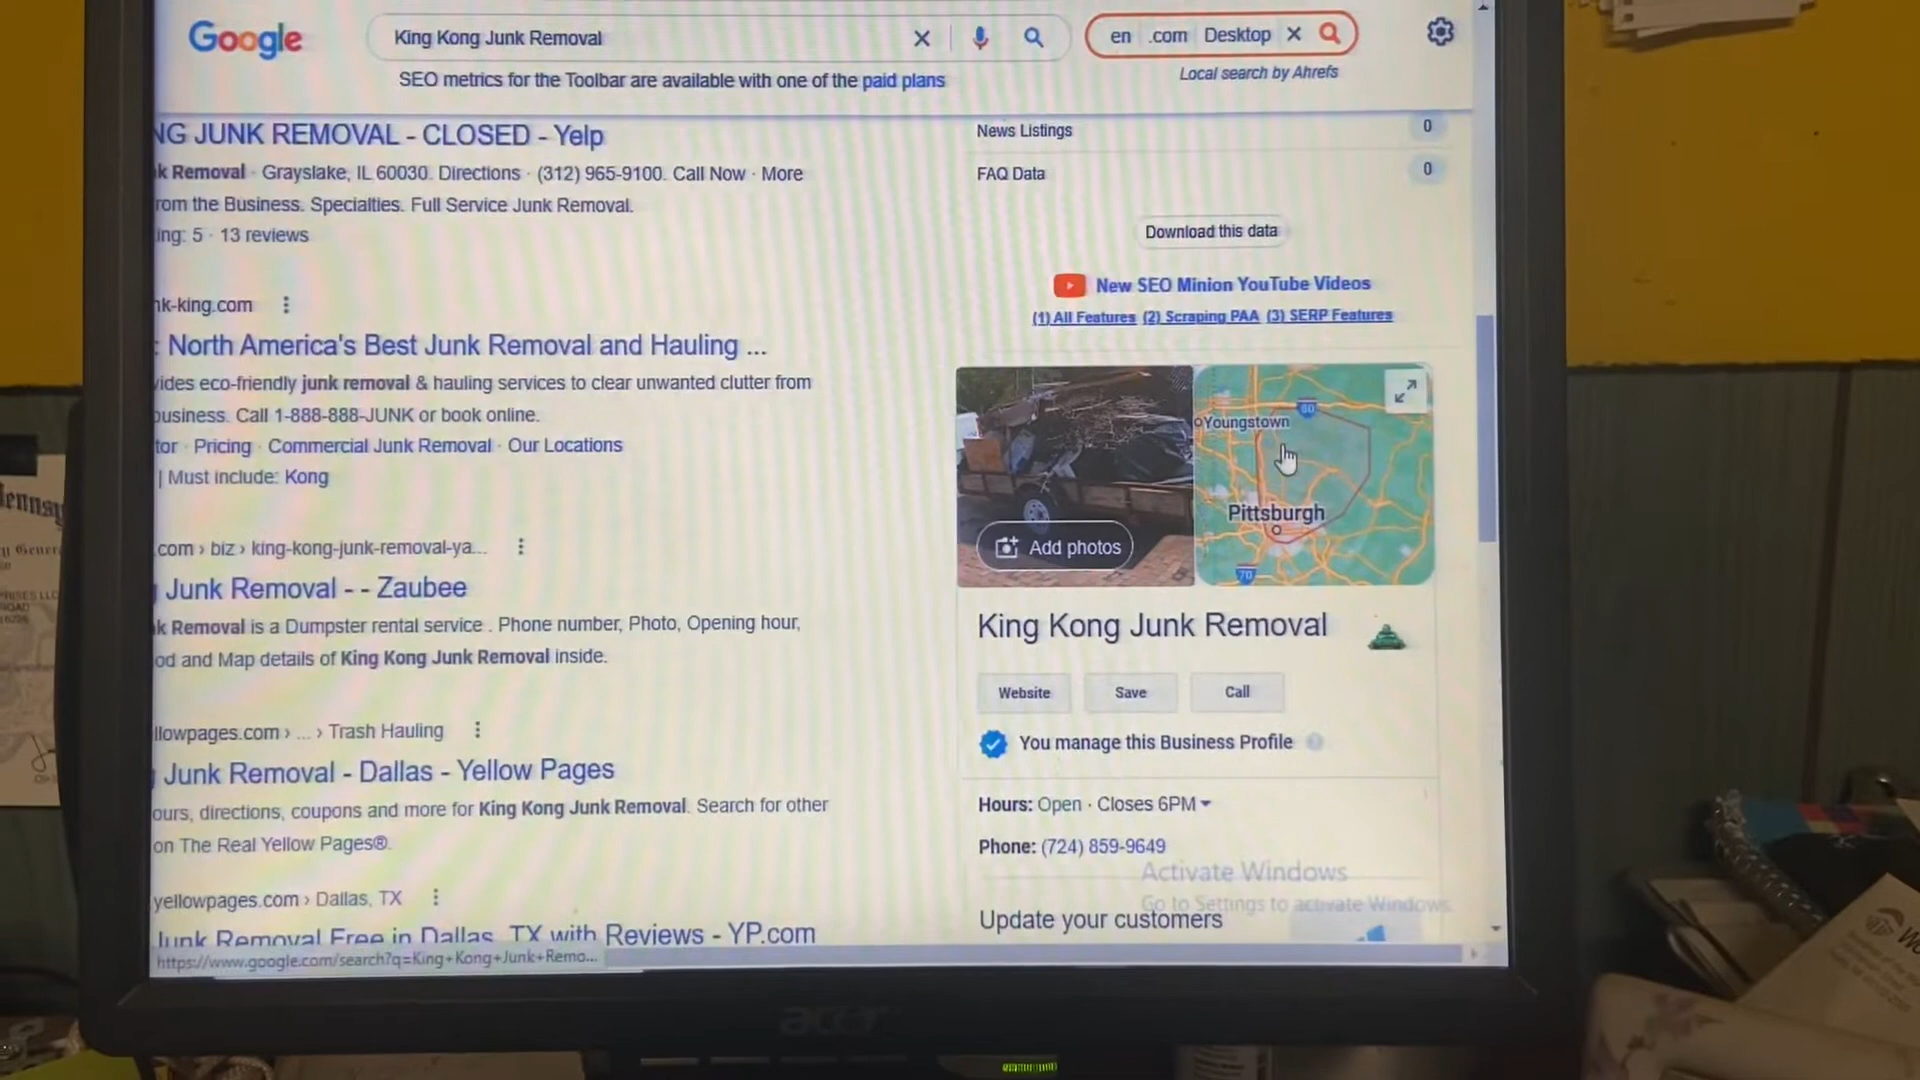 Google
King Kong Junk Removal
en .com Desktop
SEO metrics for the Toolbar are available with one of the paid plans
Local search by Ahrefs
NG JUNK REMOVAL - CLOSED - Yelp
k Removal · Grayslake, IL 60030. Directions · (312) 965-9100. Call Now · More
rom the Business. Specialties. Full Service Junk Removal.
ing: 5 · 13 reviews
nk-king.com
: North America's Best Junk Removal and Hauling ...
vides eco-friendly junk removal & hauling services to clear unwanted clutter from
business. Call 1-888-888-JUNK or book online.
tor · Pricing · Commercial Junk Removal · Our Locations
| Must include: Kong
.com › biz › king-kong-junk-removal-ya...
Junk Removal - - Zaubee
k Removal is a Dumpster rental service . Phone number, Photo, Opening hour,
od and Map details of King Kong Junk Removal inside.
llowpages.com › ... › Trash Hauling
Junk Removal - Dallas - Yellow Pages
ours, directions, coupons and more for King Kong Junk Removal. Search for other
on The Real Yellow Pages®.
yellowpages.com › Dallas, TX
Junk Removal Free in Dallas, TX with Reviews - YP.com
https://www.google.com/search?q=King+Kong+Junk+Remo...
News Listings 0
FAQ Data 0
Download this data
New SEO Minion YouTube Videos
(1) All Features (2) Scraping PAA (3) SERP Features
Youngstown
80
Pittsburgh
70
Add photos
King Kong Junk Removal
Website Save Call
You manage this Business Profile
Hours: Open · Closes 6PM
Phone: (724) 859-9649
Activate Windows
Go to Settings to activate Windows.
Update your customers
acer